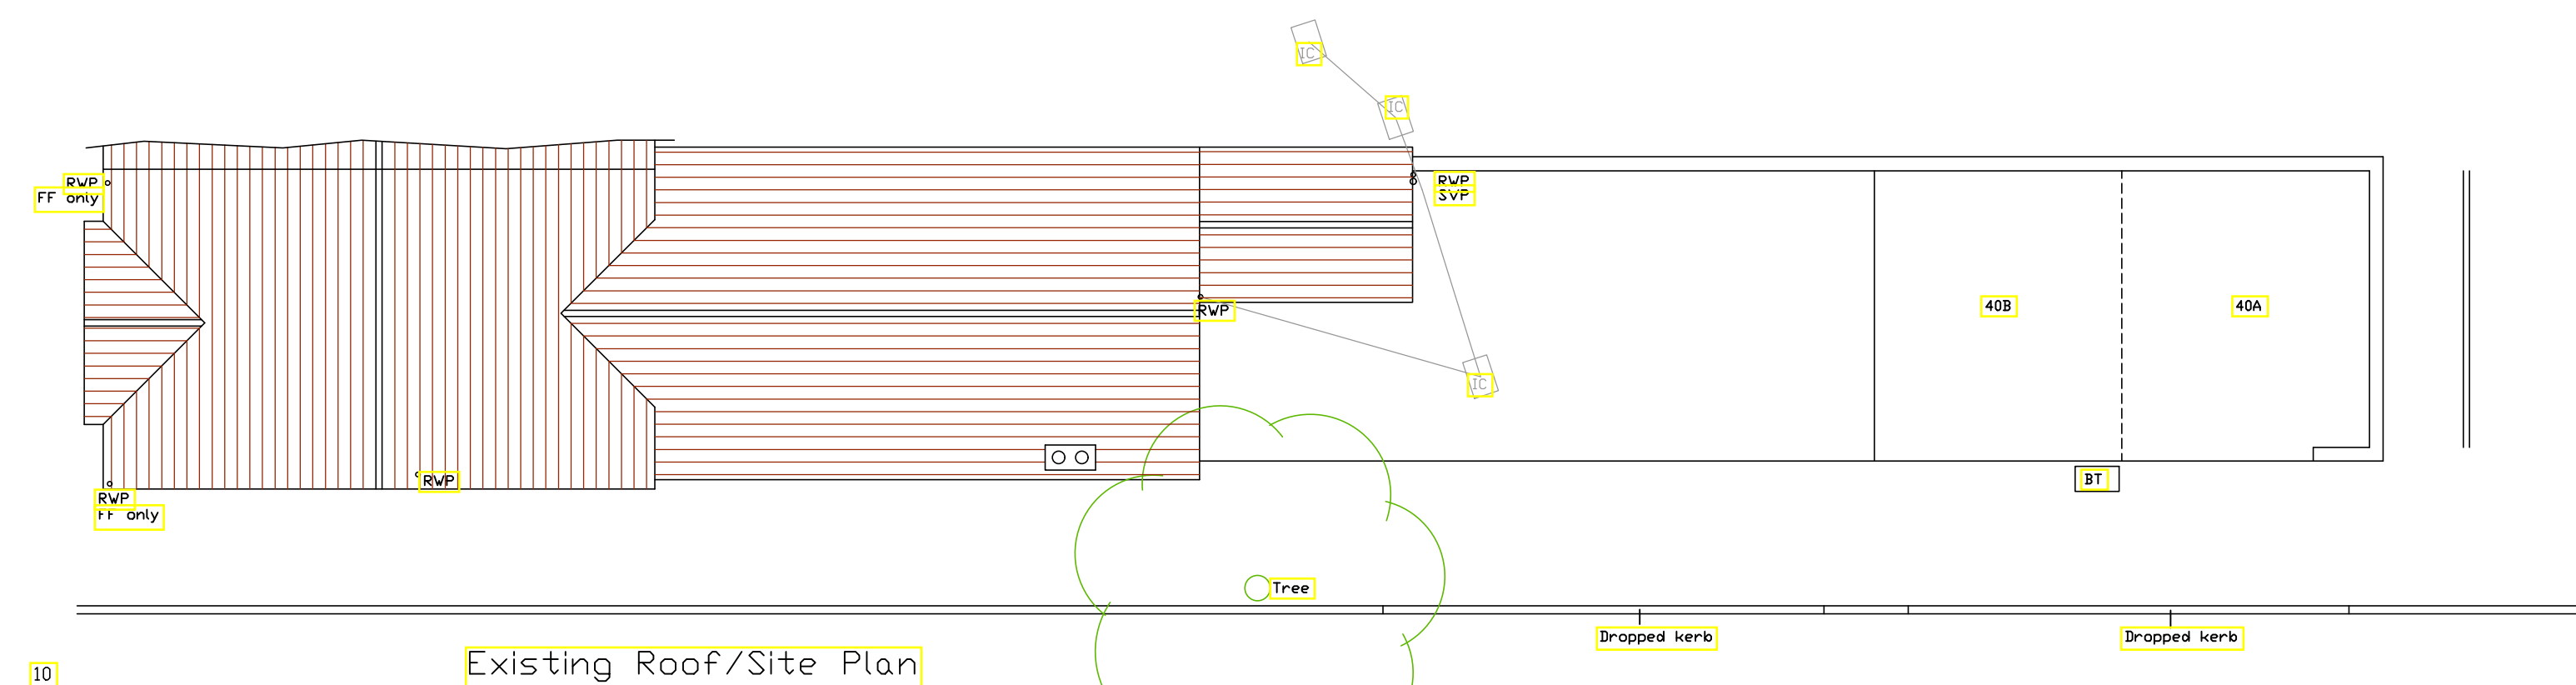 IC
IC
RWP
FF only
RWP
SVP
RWP
40B
40A
IC
RWP
BT
RWP
FF only
Tree
Dropped kerb
Dropped kerb
Existing Roof/Site Plan
10